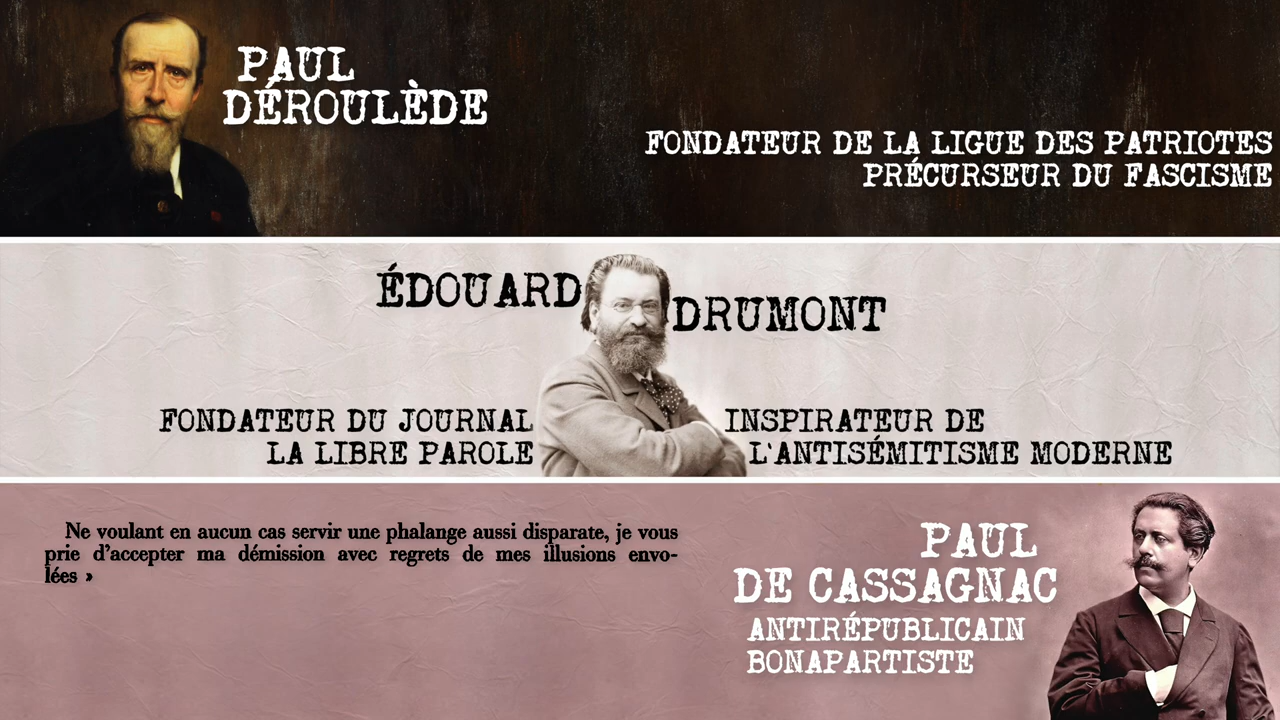 PAUL
DÉROULÈDE
FONDATEUR DE LA LIGUE DES PATRIOTES
PRÉCURSEUR DU FASCISME
ÉDOUARD
DRUMONT
FONDATEUR DU JOURNAL
LA LIBRE PAROLE
INSPIRATEUR DE
L'ANTISÉMITISME MODERNE
Ne voulant en aucun cas servir une phalange aussi disparate, je vous
prie d'accepter ma démission avec regrets de mes illusions envo-
lées »
PAUL
DE CASSAGNAC
ANTIRÉPUBLICAIN
BONAPARTISTE